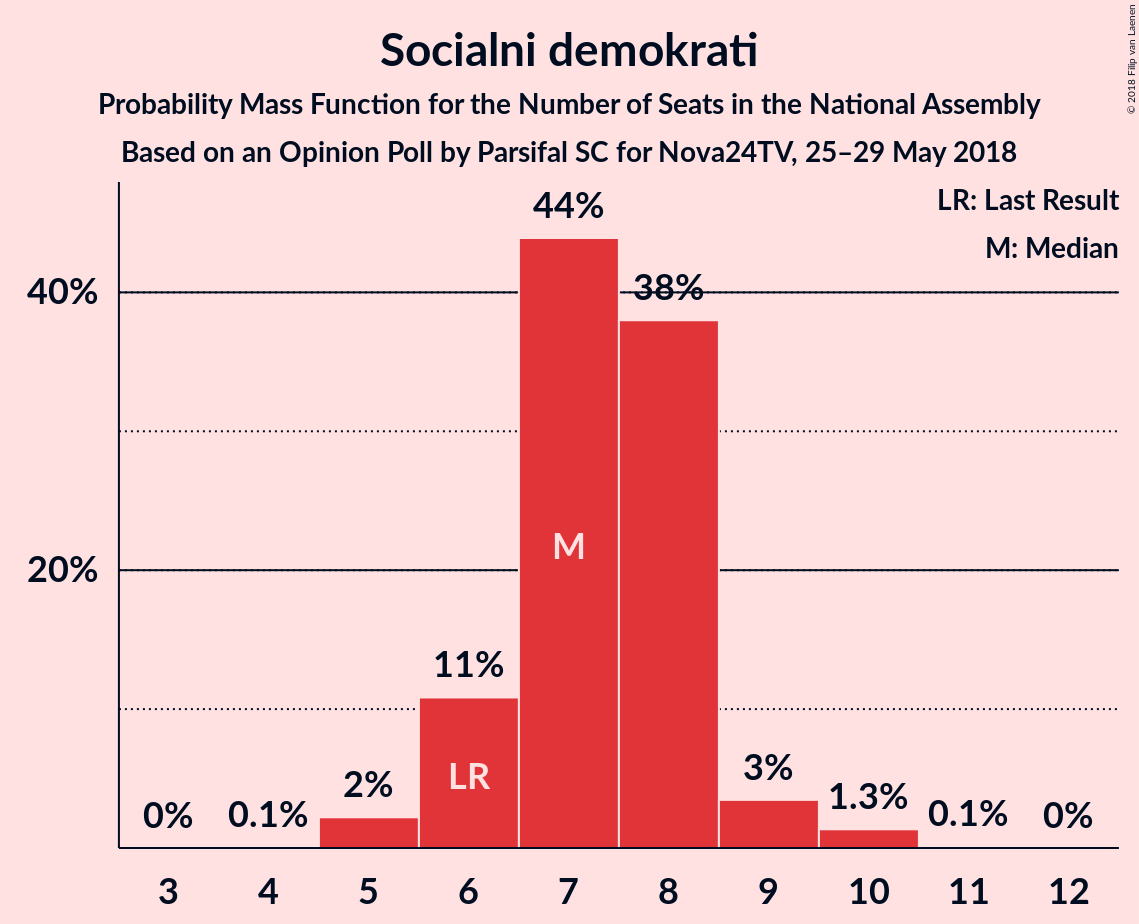 Socialni demokrati
Probability Mass Function for the Number of Seats in the National Assembly
Based on an Opinion Poll by Parsifal SC for Nova24TV, 25–29 May 2018
© 2018 Filip van Laenen
LR: Last Result
M: Median
44%
38%
40%
M
20%
11%
LR
2%
3%
1.3%
0%
0.1%
0.1%
0%
3 4 5 6 7 8 9 10 11 12